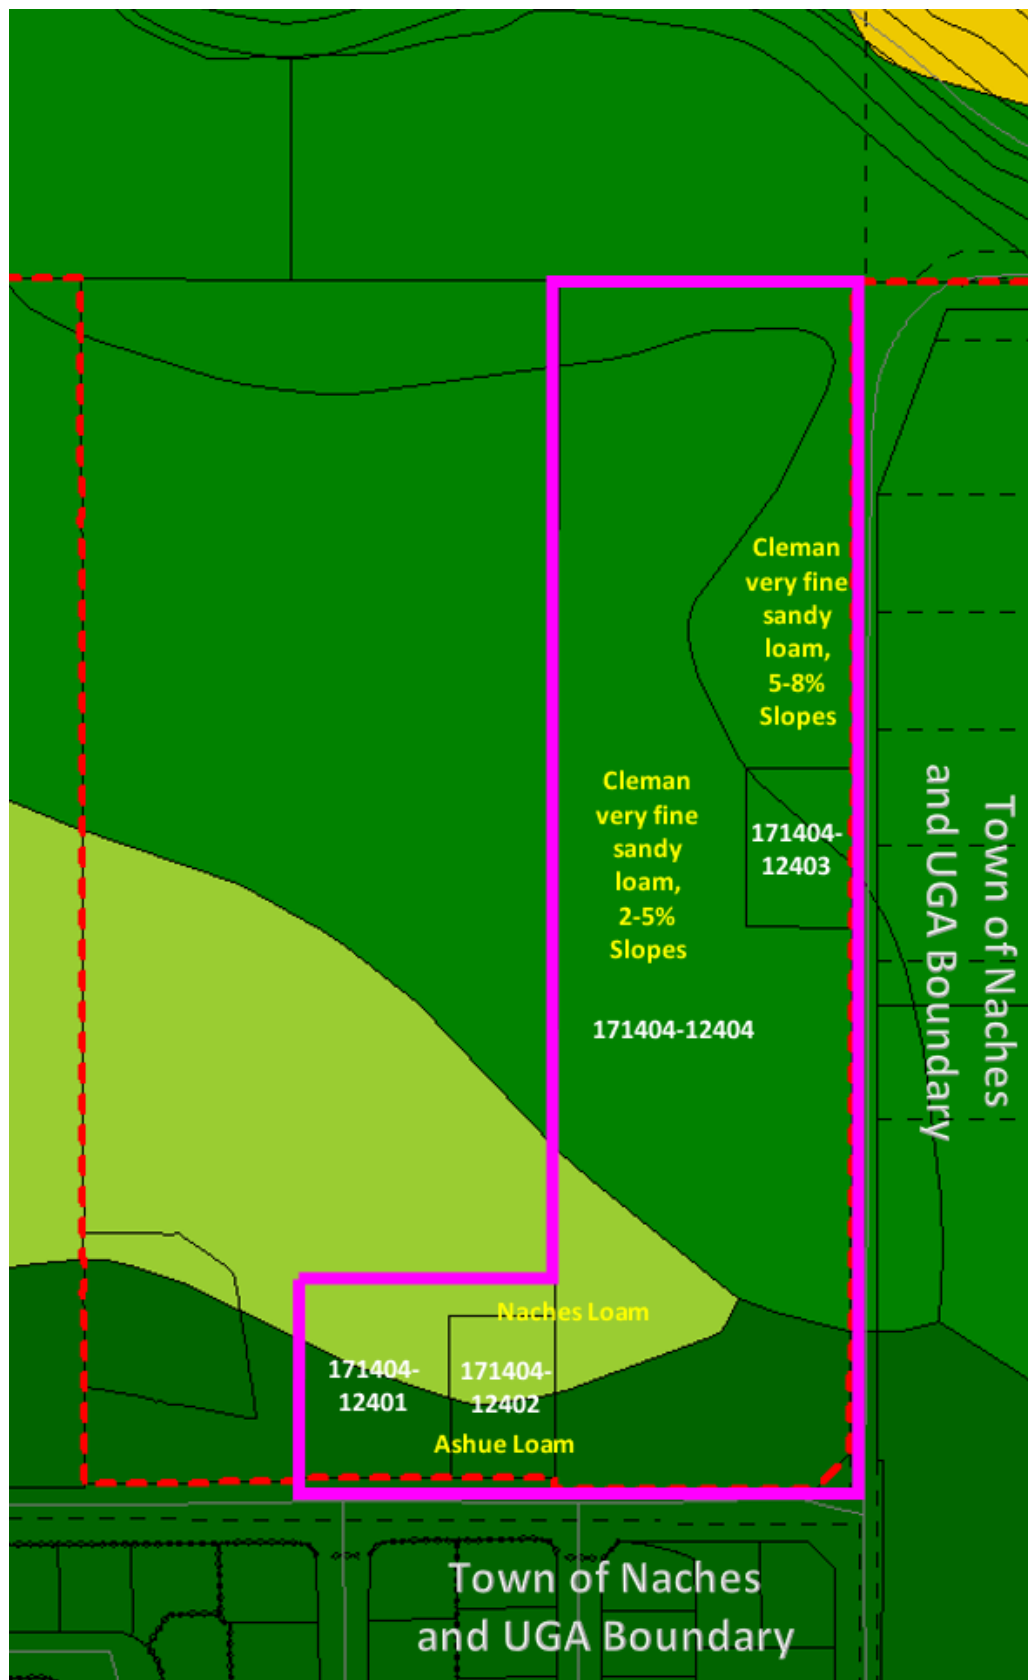 Cleman
very fine
sandy
loam,
5-8%
Slopes
Cleman
very fine
sandy
loam,
2-5%
Slopes
171404-
12403
171404-12404
Town of Naches
and UGA Boundary
Naches Loam
171404-
12401
171404-
12402
Ashue Loam
Town of Naches
and UGA Boundary